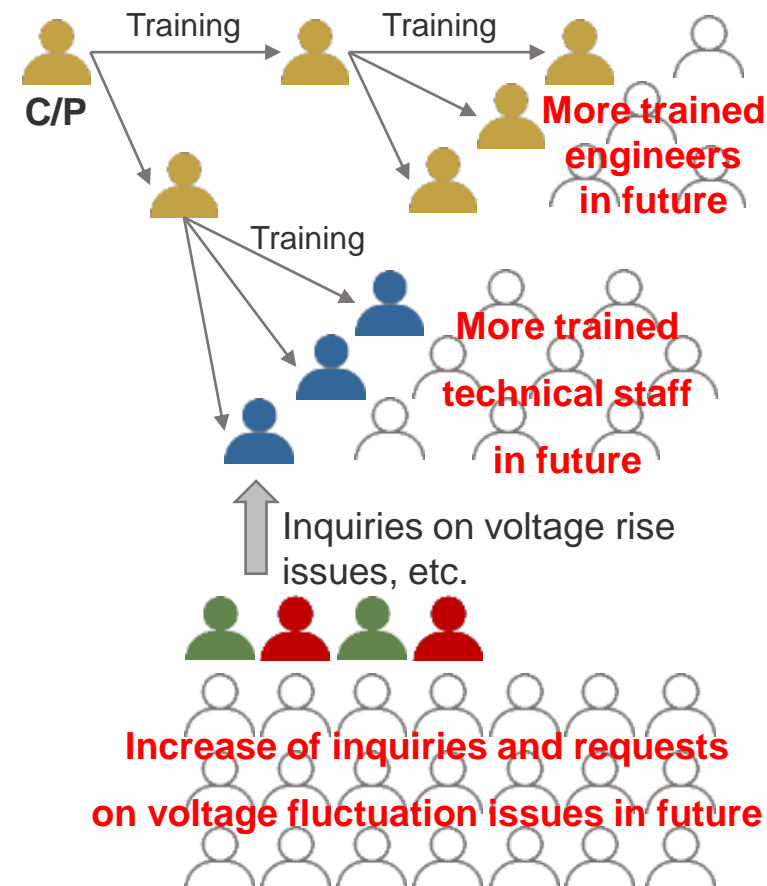 Training
Training
C/P
More trained
engineers
in future
Training
More trained
technical staff
in future
Inquiries on voltage rise
issues, etc.
Increase of inquiries and requests
on voltage fluctuation issues in future